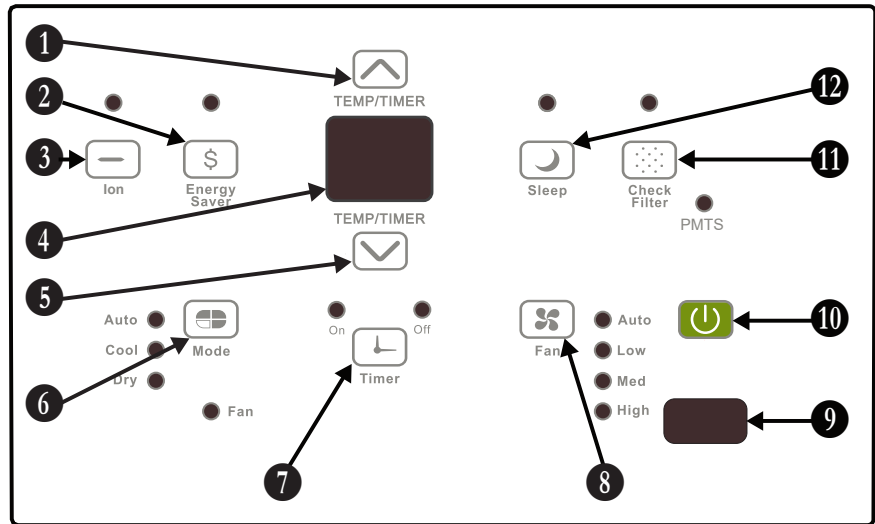 1
TEMP/TIMER
2
12
3
$
11
Ion
Energy
Saver
Sleep
Check
Filter
4
TEMP/TIMER
PMTS
5
Auto
On
Off
Auto
10
Cool
Mode
Fan
Low
Dry
Timer
Med
6
Fan
High
9
7
8